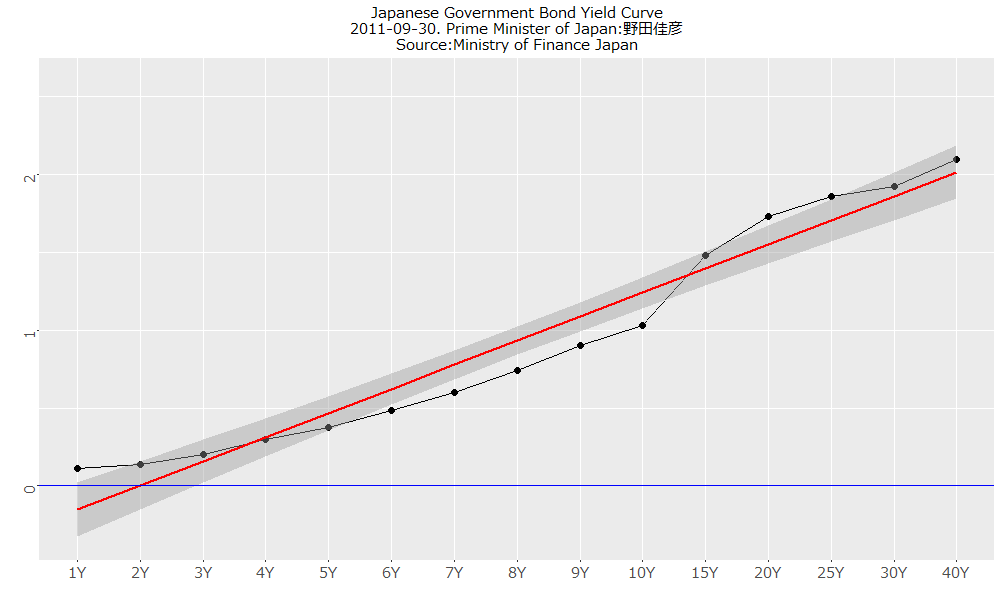 Japanese Government Bond Yield Curve
2011-09-30. Prime Minister of Japan:野田佳彦
Source:Ministry of Finance Japan
2
1
0
1Y 2Y 3Y 4Y 5Y 6Y 7Y 8Y 9Y 10Y 15Y 20Y 25Y 30Y 40Y